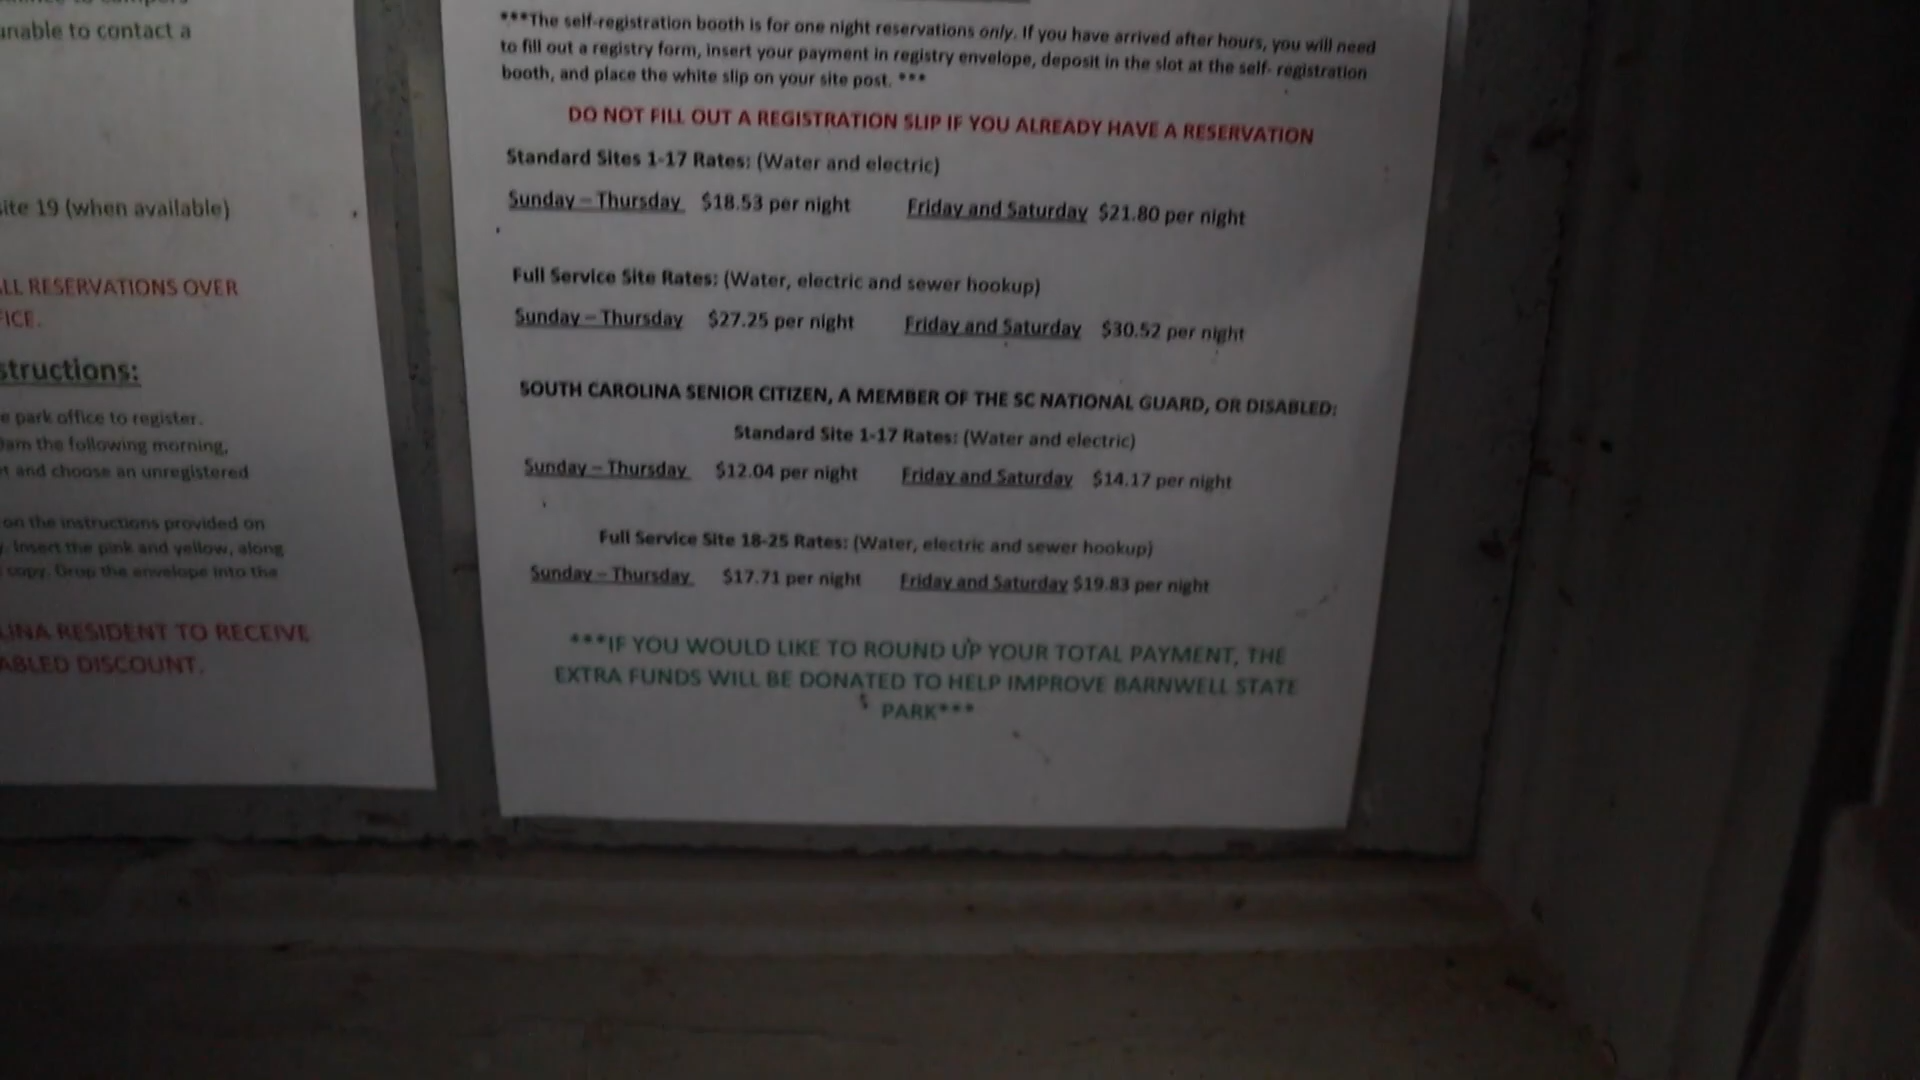 unable to contact a
site 19 (when available)
ALL RESERVATIONS OVER
structions:
park office to register.
am the following morning,
and choose an unregistered
on the instructions provided on
Insert the pink and yellow, along
copy. Drop the envelope into the
RESIDENT TO RECEIVE
DISCOUNT.
***The self-registration booth is for one night reservations only. If you have arrived after hours, you will need
to fill out a registry form, insert your payment in registry envelope, deposit in the slot at the self- registration
booth, and place the white slip on your site post. ***
DO NOT FILL OUT A REGISTRATION SLIP IF YOU ALREADY HAVE A RESERVATION
Standard Sites 1-17 Rates: (Water and electric)
Sunday – Thursday $18.53 per night Friday and Saturday $21.80 per night
Full Service Site Rates: (Water, electric and sewer hookup)
Sunday – Thursday $27.25 per night Friday and Saturday $30.52 per night
SOUTH CAROLINA SENIOR CITIZEN, A MEMBER OF THE SC NATIONAL GUARD, OR DISABLED:
Standard Site 1-17 Rates: (Water and electric)
Sunday – Thursday $12.04 per night Friday and Saturday $14.17 per night
Full Service Site 18-25 Rates: (Water, electric and sewer hookup)
Sunday – Thursday $17.71 per night Friday and Saturday $19.83 per night
***IF YOU WOULD LIKE TO ROUND UP YOUR TOTAL PAYMENT, THE
EXTRA FUNDS WILL BE DONATED TO HELP IMPROVE BARNWELL STATE
PARK***